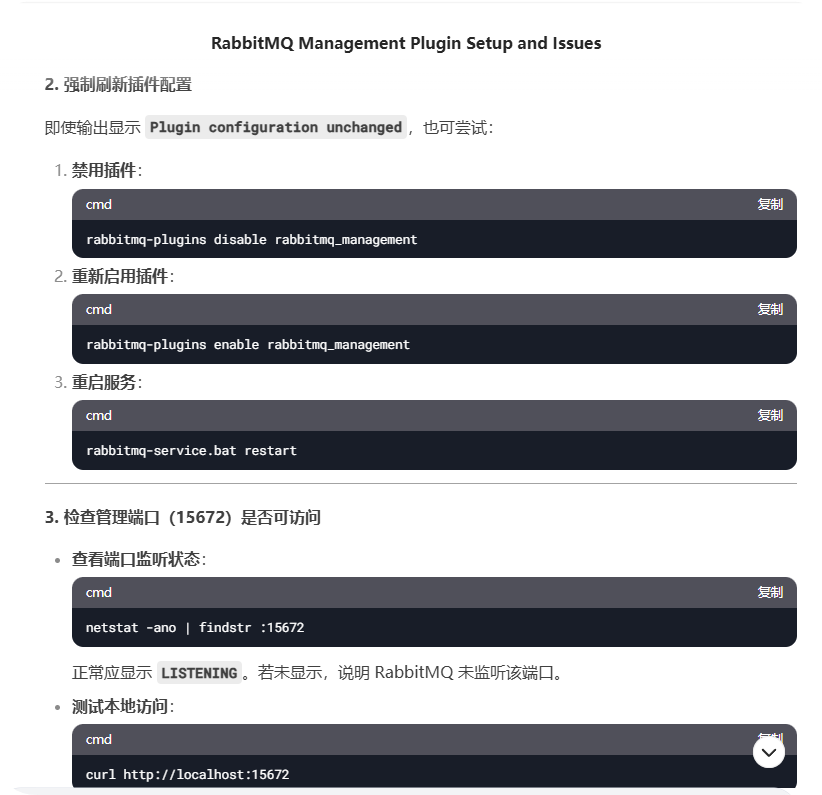 RabbitMQ Management Plugin Setup and Issues
2. 强制刷新插件配置
即使输出显示 Plugin configuration unchanged，也可尝试：
1. 禁用插件：
cmd 复制
rabbitmq-plugins disable rabbitmq_management
2. 重新启用插件：
cmd 复制
rabbitmq-plugins enable rabbitmq_management
3. 重启服务：
cmd 复制
rabbitmq-service.bat restart
3. 检查管理端口（15672）是否可访问
• 查看端口监听状态：
cmd 复制
netstat -ano | findstr :15672
正常应显示 LISTENING。若未显示，说明 RabbitMQ 未监听该端口。
• 测试本地访问：
cmd
curl http://localhost:15672